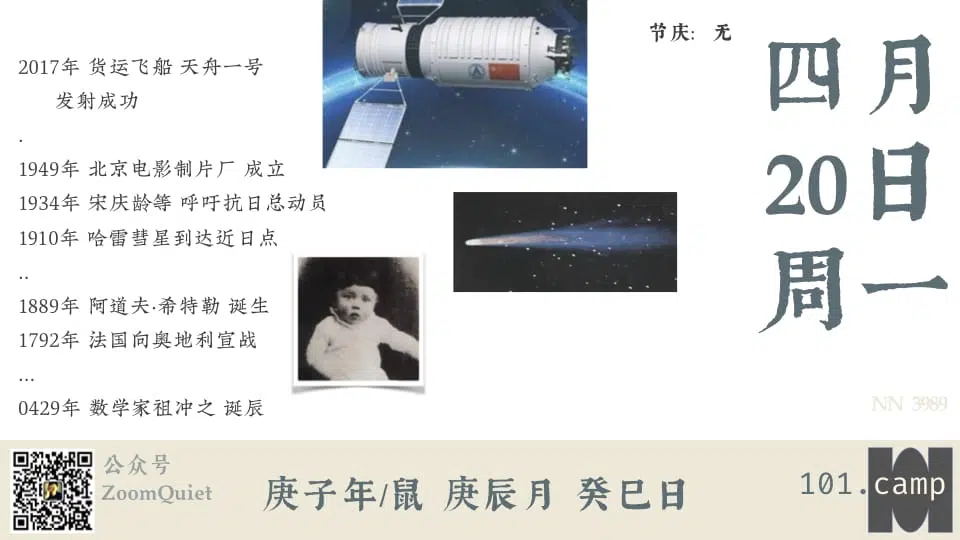 节庆: 无
四月
20日
周一
2017年 货运飞船 天舟一号
发射成功
.
1949年 北京电影制片厂 成立
1934年 宋庆龄等 呼吁抗日总动员
1910年 哈雷彗星到达近日点
..
1889年 阿道夫·希特勒 诞生
1792年 法国向奥地利宣战
...
0429年 数学家祖冲之 诞辰
NN 3989
公众号
ZoomQuiet
庚子年/鼠 庚辰月 癸巳日
101.camp